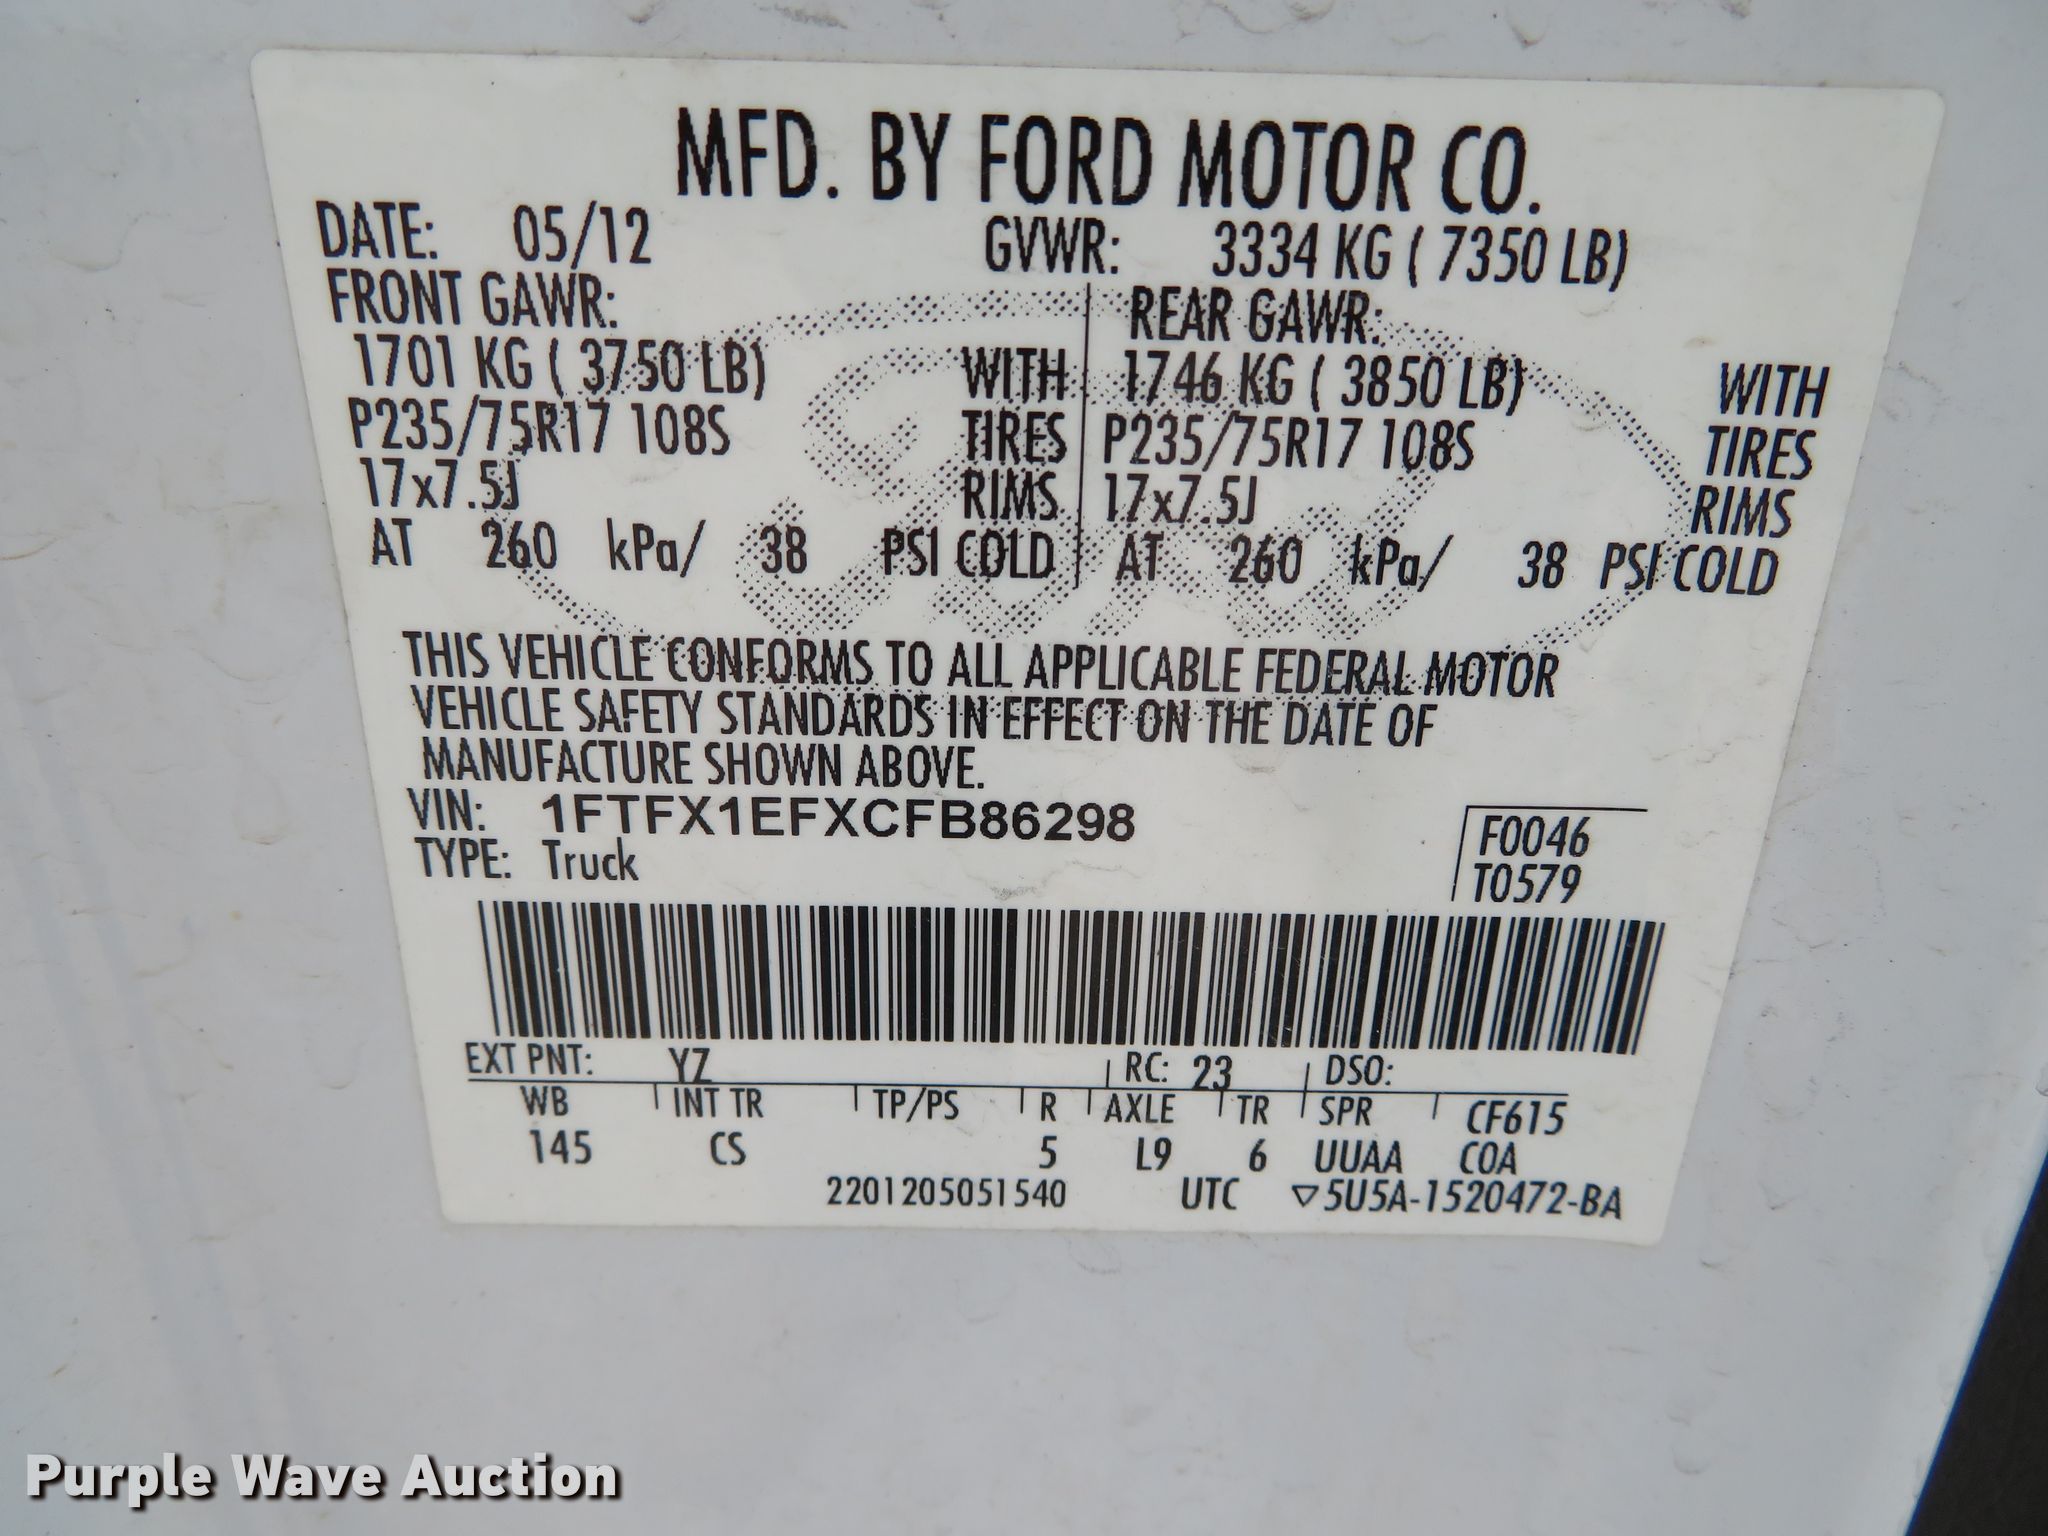 MFD. BY FORD MOTOR CO.
DATE: 05/12 GVWR: 3334 KG ( 7350 LB)
FRONT GAWR: REAR GAWR:
1701 KG ( 3750 LB) WITH 1746 KG ( 3850 LB) WITH
P235/75R17 108S TIRES P235/75R17 108S TIRES
17x7.5J RIMS 17x7.5J RIMS
AT 260 kPa/ 38 PSI COLD AT 260 kPa/ 38 PSI COLD
THIS VEHICLE CONFORMS TO ALL APPLICABLE FEDERAL MOTOR
VEHICLE SAFETY STANDARDS IN EFFECT ON THE DATE OF
MANUFACTURE SHOWN ABOVE.
VIN: 1FTFX1EFXCFB86298 F0046
TYPE: Truck T0579
EXT PNT: YZ RC: 23 DSO:
WB INT TR TP/PS R AXLE TR SPR CF615
145 CS 5 L9 6 UUAA COA
2201205051540 UTC ▽5U5A-1520472-BA
Purple Wave Auction